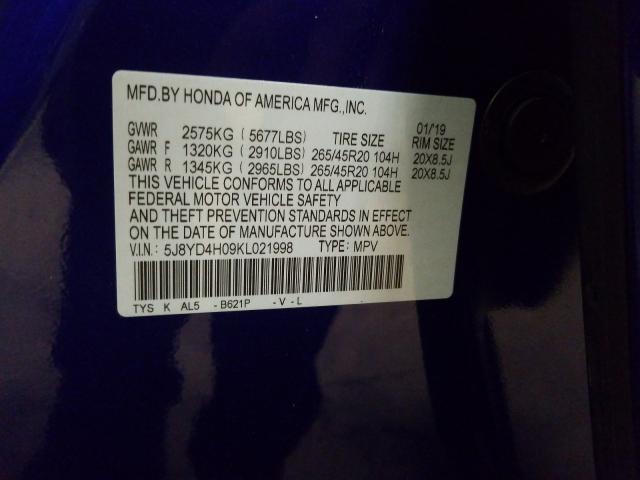 MFD.BY HONDA OF AMERICA MFG.,INC.
01/'19
GVWR 2575KG ( 5677LBS) TIRE SIZE RIM SIZE
GAWR F 1320KG ( 2910LBS) 265/45R20 104H 20X8.5J
GAWR R 1345KG ( 2965LBS) 265/45R20 104H 20X8.5J
THIS VEHICLE CONFORMS TO ALL APPLICABLE
FEDERAL MOTOR VEHICLE SAFETY
AND THEFT PREVENTION STANDARDS IN EFFECT
ON THE DATE OF MANUFACTURE SHOWN ABOVE.
V.I.N.: 5J8YD4H09KL021998 TYPE: MPV
TYS K AL5 - B621P - V - L